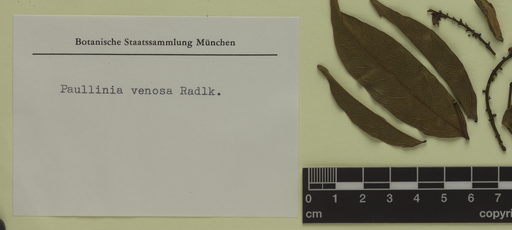 Botanische Staatssammlung München
Paullinia venosa Radlk.
0 1 2 3 4 5 6 7
cm copyri